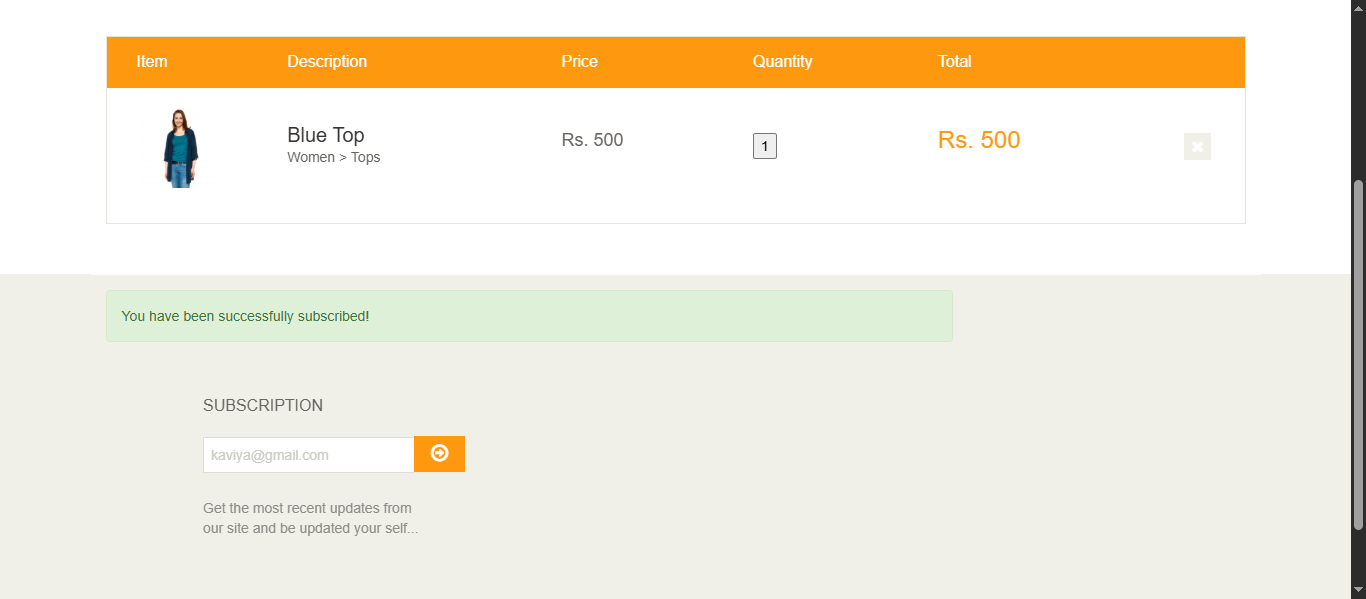 Item Description Price Quantity Total
Blue Top
Women > Tops
Rs. 500
1
Rs. 500
You have been successfully subscribed!
SUBSCRIPTION
kaviya@gmail.com
Get the most recent updates from
our site and be updated your self...